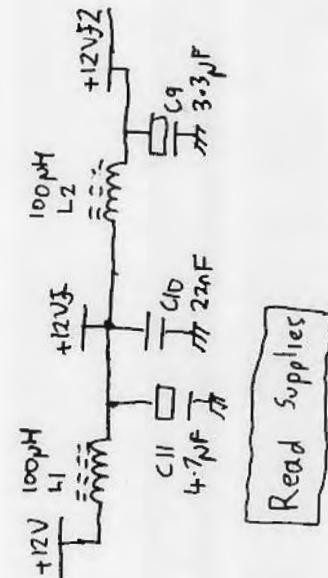 +12V
100µH
L1
C11
4.7µF
+12Vf
C10
22nF
100µH
L2
+12Vf2
C9
3.3µF
Read Supplies